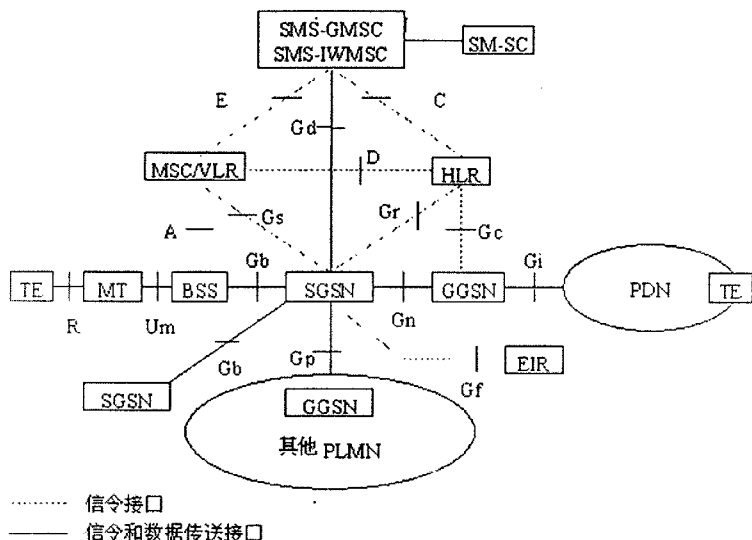 SMS-GMSC
SMS-IWMSC
SM-SC
E
C
Gd
MSC/VLR
D
HLR
A
Gs
Gr
Gc
TE
MT
BSS
Gb
SGSN
GGSN
Gi
PDN
TE
R
Um
Gn
Gb
Gp
EIR
Gf
SGSN
GGSN
其他 PLMN
信令接口
信令和数据传送接口